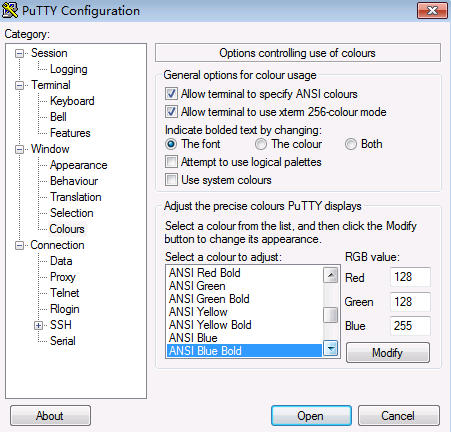 PuTTY Configuration
Category:
Session
Logging
Terminal
Keyboard
Bell
Features
Window
Appearance
Behaviour
Translation
Selection
Colours
Connection
Data
Proxy
Telnet
Rlogin
SSH
Serial
Options controlling use of colours
General options for colour usage
Allow terminal to specify ANSI colours
Allow terminal to use xterm 256-colour mode
Indicate bolded text by changing:
The font The colour Both
Attempt to use logical palettes
Use system colours
Adjust the precise colours PuTTY displays
Select a colour from the list, and then click the Modify
button to change its appearance.
Select a colour to adjust: RGB value:
ANSI Red Bold
ANSI Green
ANSI Green Bold
ANSI Yellow
ANSI Yellow Bold
ANSI Blue
ANSI Blue Bold
Red 128
Green 128
Blue 255
Modify
About Open Cancel